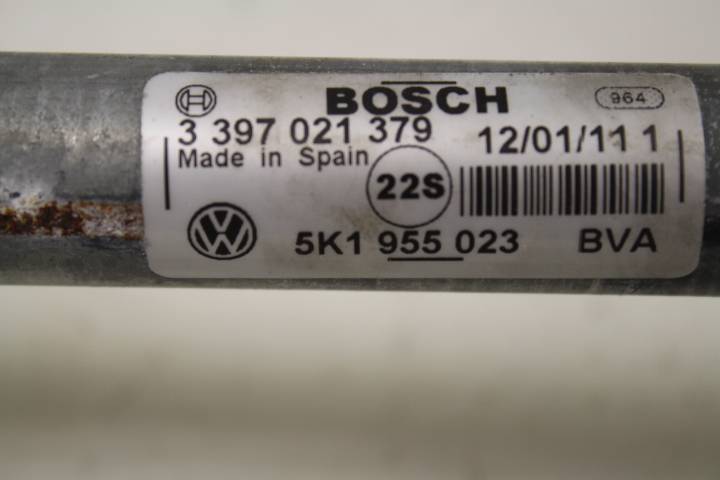 BOSCH 964
3 397 021 379 12/01/11 1
Made in Spain 22S
5K1 955 023 BVA